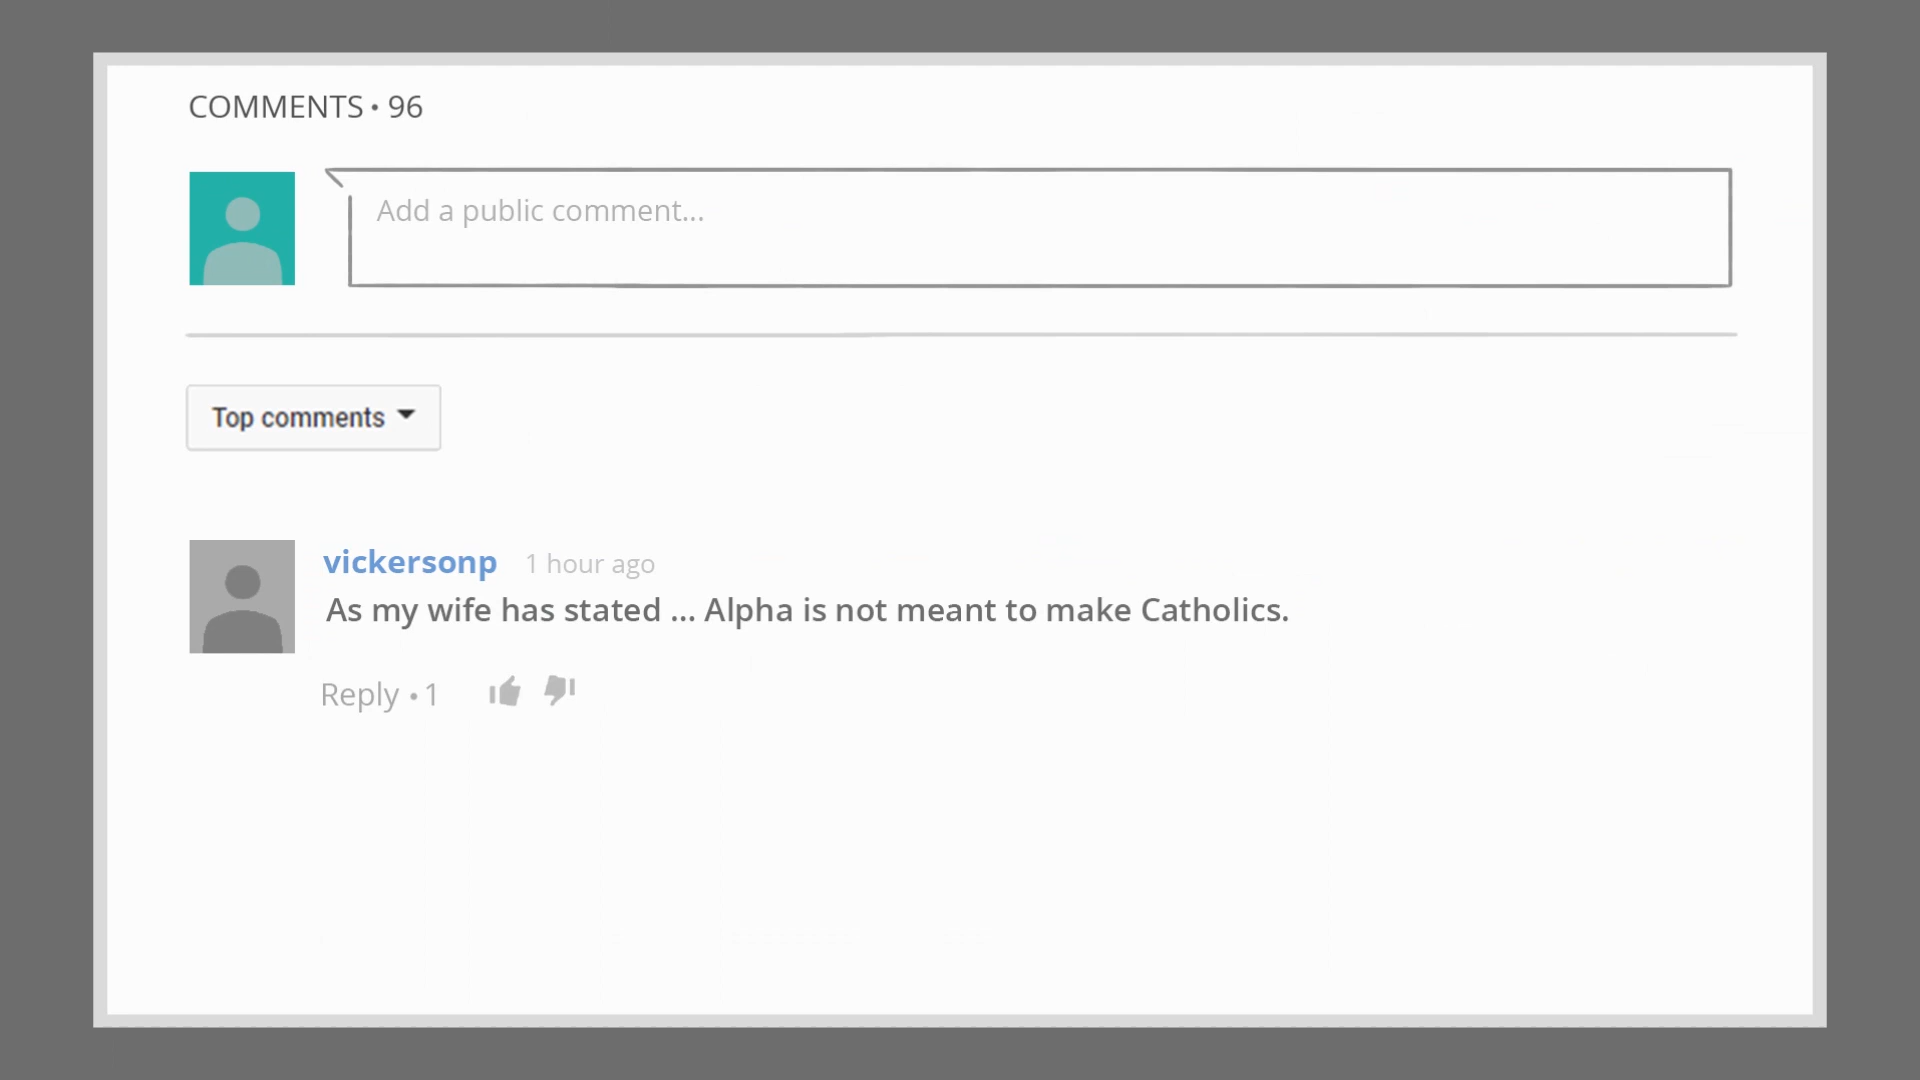 COMMENTS • 96
Add a public comment...
Top comments
vickersonp 1 hour ago
As my wife has stated ... Alpha is not meant to make Catholics.
Reply • 1